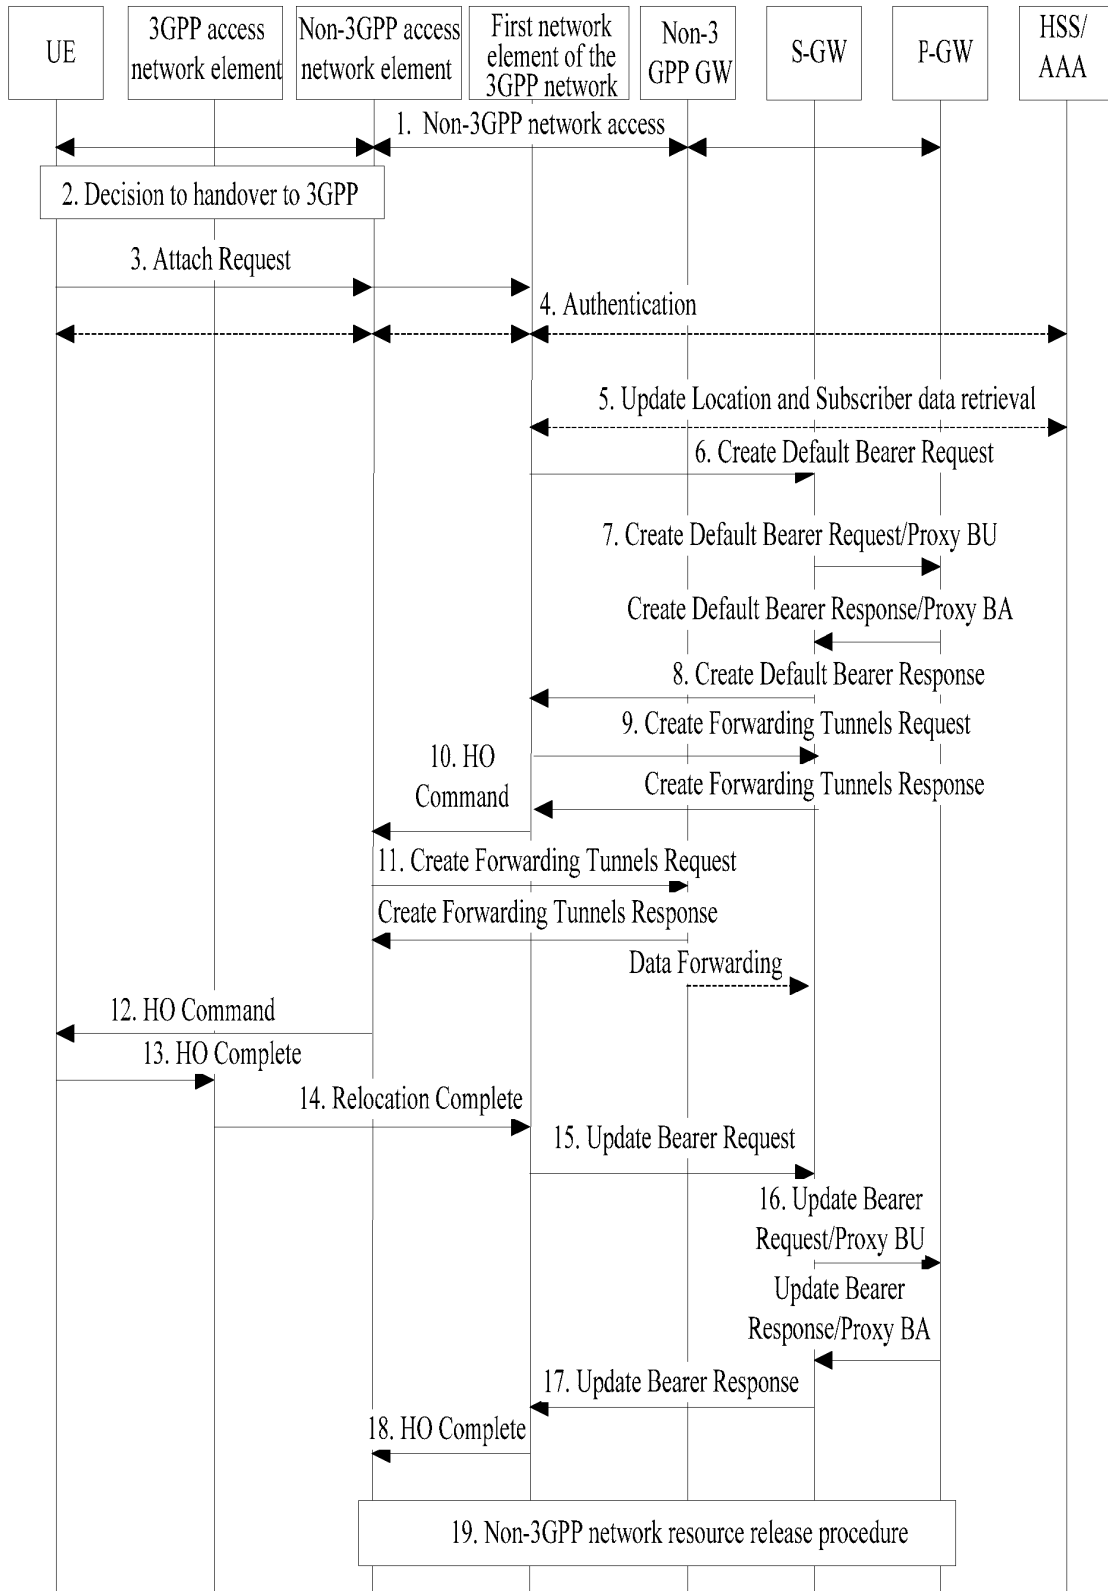 UE
3GPP access
network element
Non-3GPP access
network element
First network
element of the
3GPP network
Non-3
GPP GW
S-GW
P-GW
HSS/
AAA
1. Non-3GPP network access
2. Decision to handover to 3GPP
3. Attach Request
4. Authentication
5. Update Location and Subscriber data retrieval
6. Create Default Bearer Request
7. Create Default Bearer Request/Proxy BU
Create Default Bearer Response/Proxy BA
8. Create Default Bearer Response
9. Create Forwarding Tunnels Request
10. HO
Command
Create Forwarding Tunnels Response
11. Create Forwarding Tunnels Request
Create Forwarding Tunnels Response
Data Forwarding
12. HO Command
13. HO Complete
14. Relocation Complete
15. Update Bearer Request
16. Update Bearer
Request/Proxy BU
Update Bearer
Response/Proxy BA
17. Update Bearer Response
18. HO Complete
19. Non-3GPP network resource release procedure